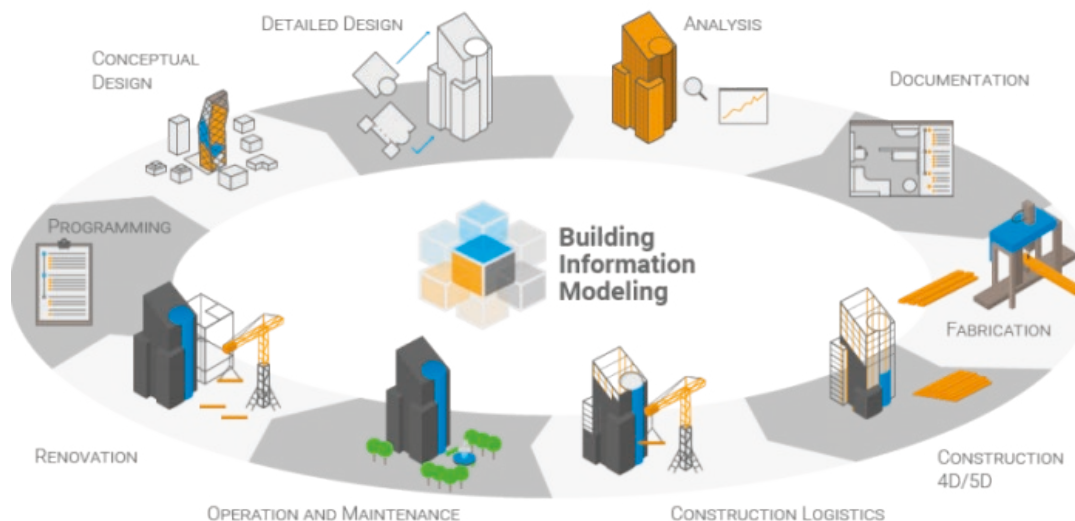 DETAILED DESIGN
ANALYSIS
CONCEPTUAL
DESIGN
DOCUMENTATION
PROGRAMMING
Building
Information
Modeling
FABRICATION
RENOVATION
CONSTRUCTION
4D/5D
OPERATION AND MAINTENANCE
CONSTRUCTION LOGISTICS